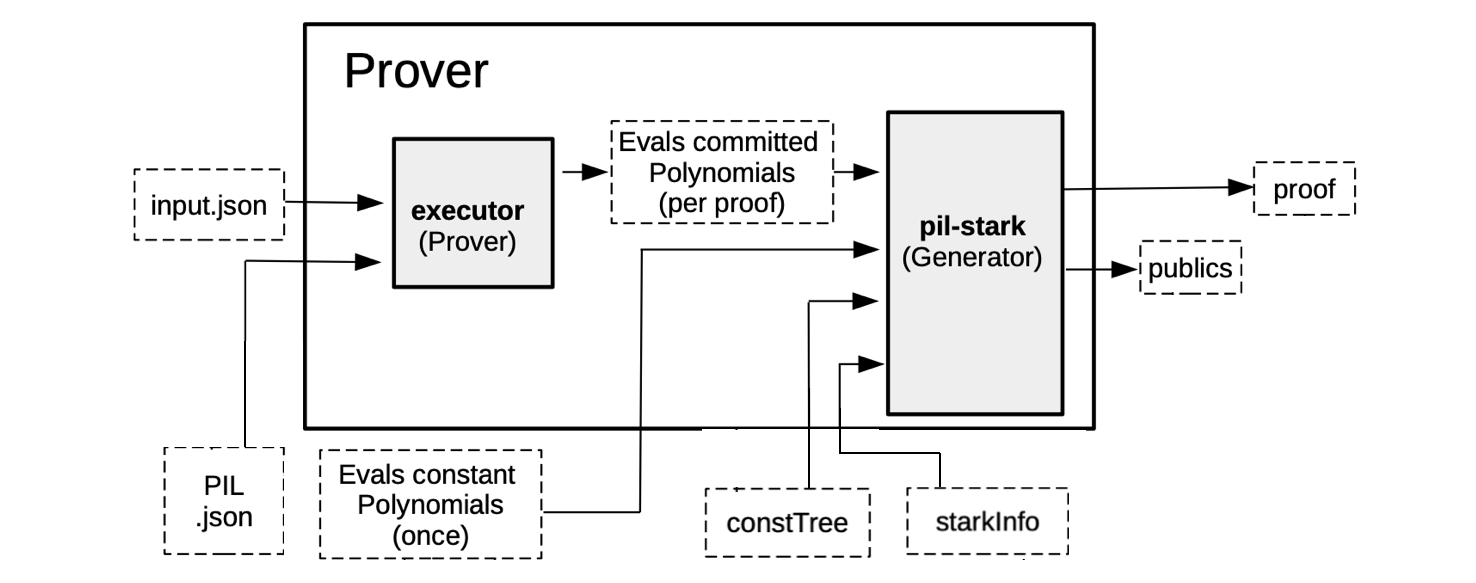 Prover
Evals committed
Polynomials
(per proof)
input.json
executor
(Prover)
pil-stark
(Generator)
proof
publics
PIL
.json
Evals constant
Polynomials
(once)
constTree
starkInfo